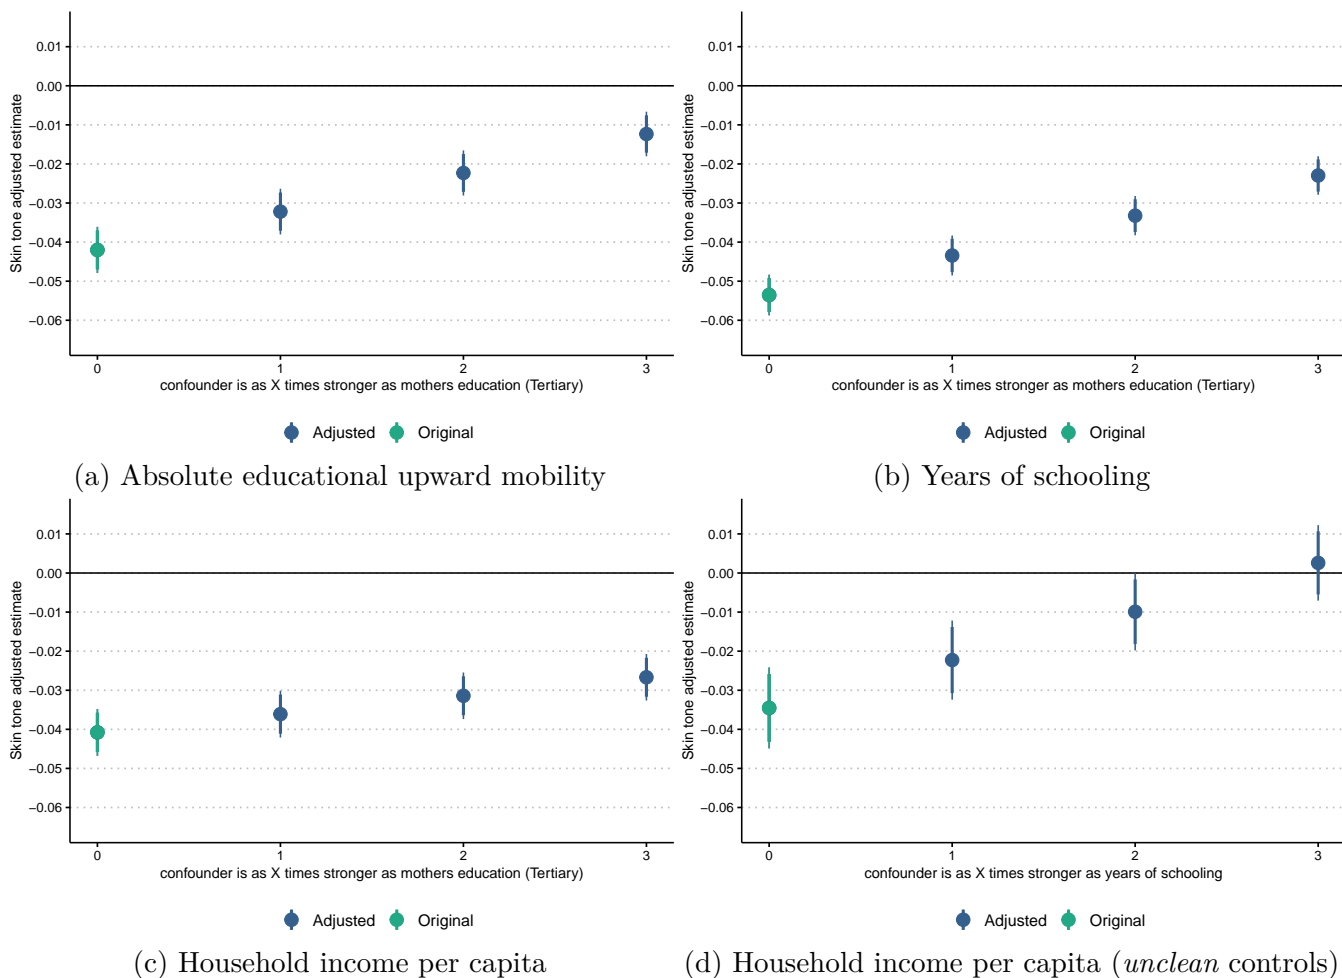 0.01
0.00
−0.01
−0.02
−0.03
−0.04
−0.05
−0.06
Skin tone adjusted estimate
0 1 2 3
confounder is as X times stronger as mothers education (Tertiary)
Adjusted Original
(a) Absolute educational upward mobility
0.01
0.00
−0.01
−0.02
−0.03
−0.04
−0.05
−0.06
Skin tone adjusted estimate
0 1 2 3
confounder is as X times stronger as mothers education (Tertiary)
Adjusted Original
(b) Years of schooling
0.01
0.00
−0.01
−0.02
−0.03
−0.04
−0.05
−0.06
Skin tone adjusted estimate
0 1 2 3
confounder is as X times stronger as mothers education (Tertiary)
Adjusted Original
(c) Household income per capita
0.01
0.00
−0.01
−0.02
−0.03
−0.04
−0.05
−0.06
Skin tone adjusted estimate
0 1 2 3
confounder is as X times stronger as years of schooling
Adjusted Original
(d) Household income per capita (unclean controls)